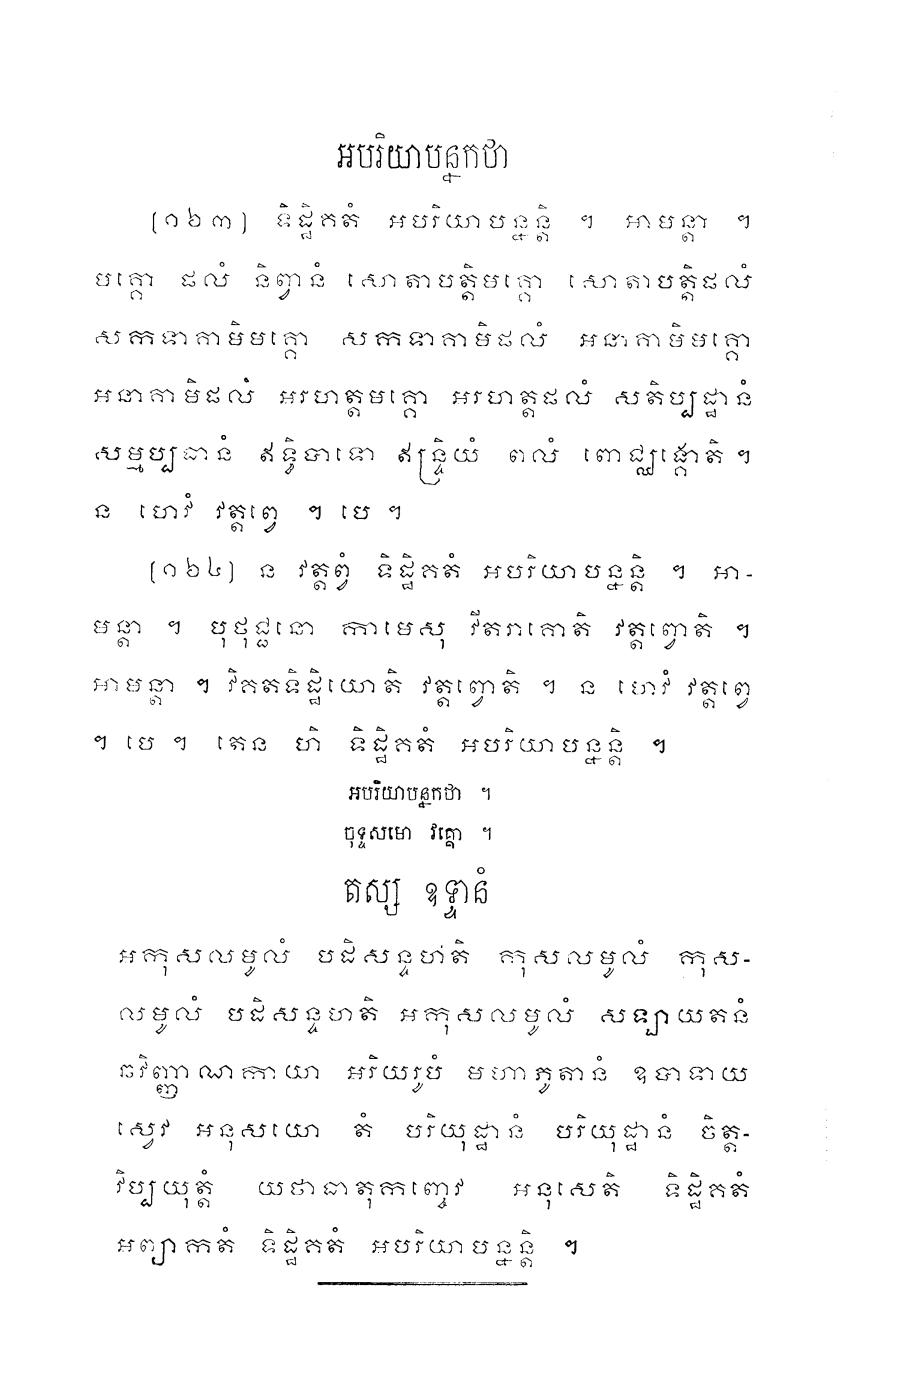 អបរិយាបន្នកថា
[១៦៣] ទិដ្ឋិគតំ អបរិយាបន្នន្តិ ។ អាមន្តា ។
មគ្គោ ផលំ និព្វានំ សោតាបត្តិមគ្គោ សោតាបត្តិផលំ
សកទាគាមិមគ្គោ សកទាគាមិផលំ អនាគាមិមគ្គោ
អនាគាមិផលំ អរហត្តមគ្គោ អរហត្តផលំ សតិប្បដ្ឋានំ
សម្មប្បធានំ ឥទ្ធិបាទោ ឥន្ទ្រិយំ ពលំ ពោជ្ឈង្គោតិ ។
ន ហេវំ វត្តព្វេ ។ បេ ។
[១៦៤] ន វត្តព្វំ ទិដ្ឋិគតំ អបរិយាបន្នន្តិ ។ អា-
មន្តា ។ បុថុជ្ជនោ កាមេសុ វីតរាគោតិ វត្តព្វោតិ ។
អាមន្តា ។ វិគតទិដ្ឋិយោតិ វត្តព្វោតិ ។ ន ហេវំ វត្តព្វេ
។ បេ ។ តេន ហិ ទិដ្ឋិគតំ អបរិយាបន្នន្តិ ។
អបរិយាបន្នកថា ។
ចុទ្ទសមោ វគ្គោ ។
តស្ស ឧទ្ទានំ
អកុសលមូលំ បដិសន្ទហតិ កុសលមូលំ កុស-
លមូលំ បដិសន្ទហតិ អកុសលមូលំ សឡាយតនំ
ចវិញ្ញាណកាយា អរិយរូបំ មហាភូតានំ ឧបាទាយ
ស្វេវ អនុសយោ តំ បរិយុដ្ឋានំ បរិយុដ្ឋានំ ចិត្ត-
វិប្បយុត្តំ យថាធាតុកញ្ចេវ អនុសេតិ ទិដ្ឋិគតំ
អព្យាកតំ ទិដ្ឋិគតំ អបរិយាបន្នន្តិ ។